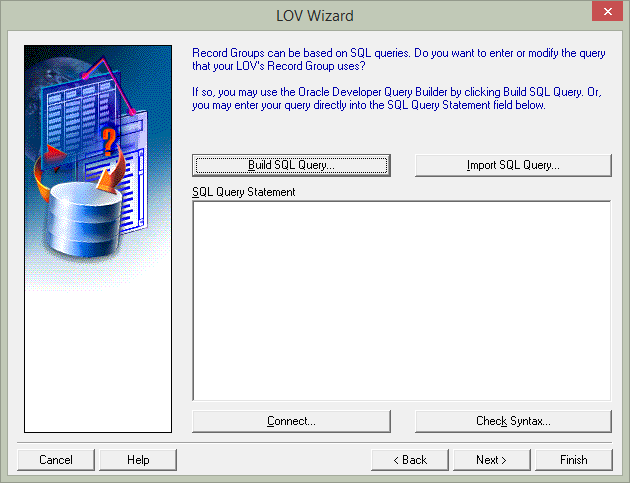 LOV Wizard
Record Groups can be based on SQL queries. Do you want to enter or modify the query
that your LOV's Record Group uses?
If so, you may use the Oracle Developer Query Builder by clicking Build SQL Query. Or,
you may enter your query directly into the SQL Query Statement field below.
Build SQL Query... Import SQL Query...
SQL Query Statement
Connect... Check Syntax...
Cancel Help < Back Next > Finish